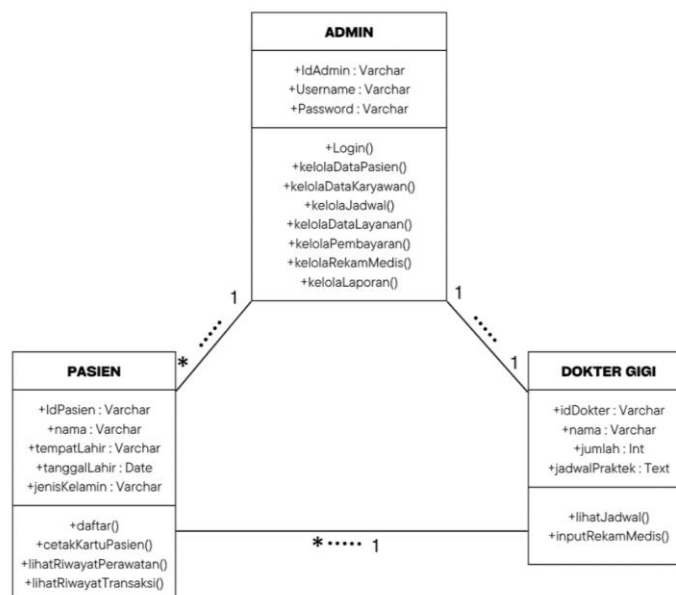 ADMIN
+IdAdmin : Varchar
+Username : Varchar
+Password : Varchar
+Login()
+kelolaDataPasien()
+kelolaDataKaryawan()
+kelolaJadwal()
+kelolaDataLayanan()
+kelolaPembayaran()
+kelolaRekamMedis()
+kelolaLaporan()
1
*
1
1
PASIEN
+IdPasien : Varchar
+nama : Varchar
+tempatLahir : Varchar
+tanggalLahir : Date
+jenisKelamin : Varchar
+daftar()
+cetakKartuPasien()
+lihatRiwayatPerawatan()
+lihatRiwayatTransaksi()
*..... 1
DOKTER GIGI
+idDokter : Varchar
+nama : Varchar
+jumlah : Int
+jadwalPraktek : Text
+lihatJadwal()
+inputRekamMedis()